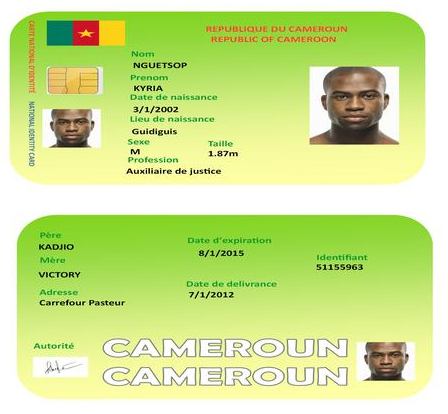 CARTE NATIONAL D'IDENTITÉ
NATIONAL IDENTITY CARD
REPUBLIQUE DU CAMEROUN
REPUBLIC OF CAMEROON
Nom
NGUETSOP
Prenom
KYRIA
Date de naissance
3/1/2002
Lieu de naissance
Guidiguis
Sexe Taille
M 1.87m
Profession
Auxiliaire de justice
Père
KADJIO
Mère
VICTORY
Adresse
Carrefour Pasteur
Date d'expiration
8/1/2015
Date de delivrance
7/1/2012
Identifiant
51155963
Autorité
CAMEROUN
CAMEROUN